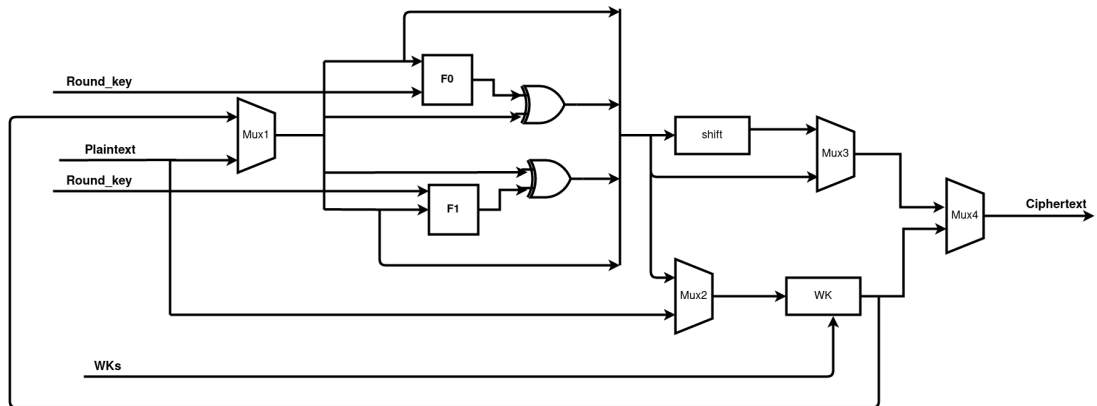 Round_key
F0
Mux1
Plaintext
Round_key
F1
shift
Mux3
Ciphertext
Mux4
Mux2
WK
WKs